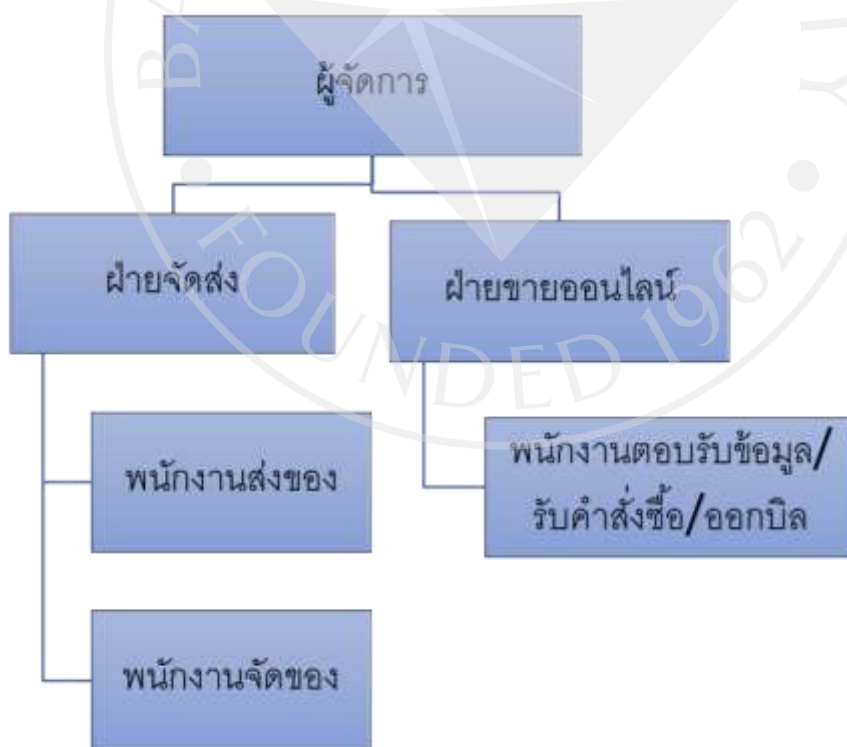 ผู้จัดการ
ฝ่ายจัดส่ง
ฝ่ายขายออนไลน์
พนักงานส่งของ
พนักงานตอบรับข้อมูล/
รับคำสั่งซื้อ/ออกบิล
พนักงานจัดของ
FOUNDED 1962